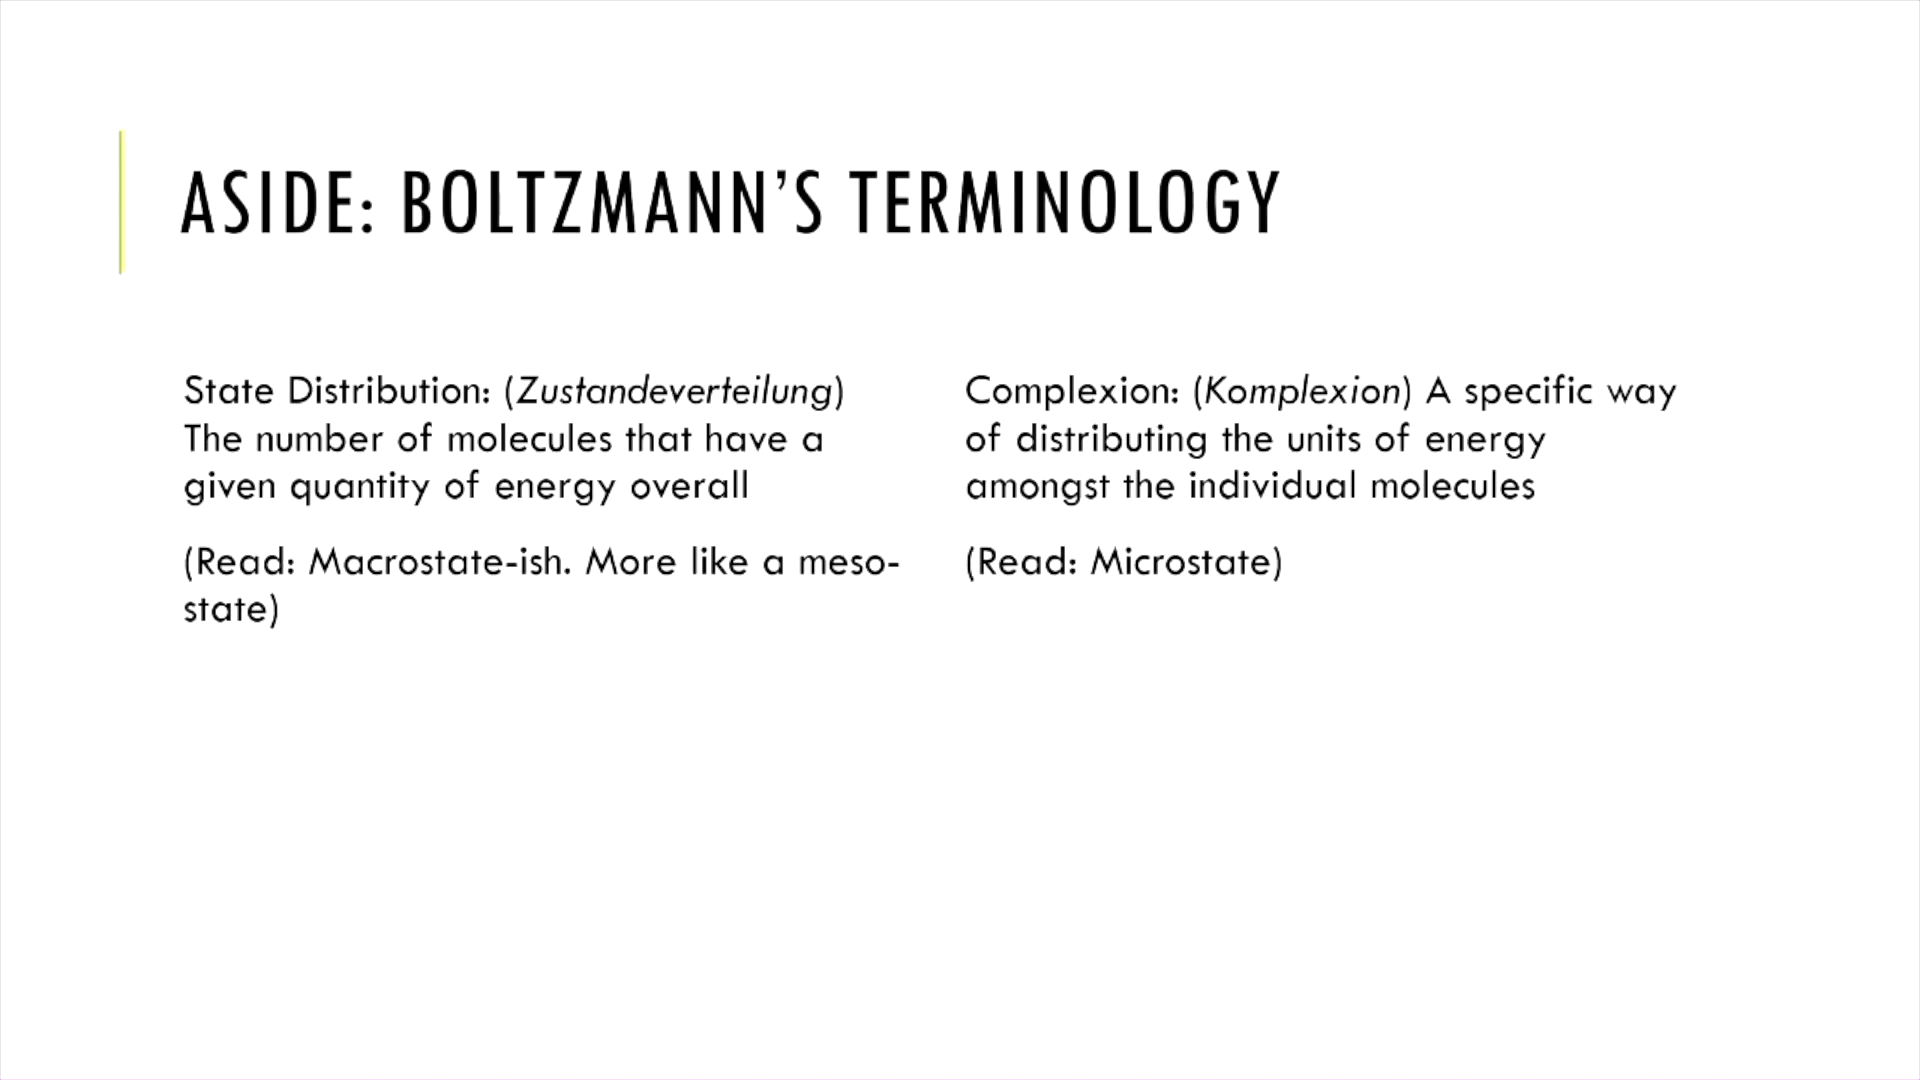 ASIDE: BOLTZMANN’S TERMINOLOGY
State Distribution: (Zustandeverteilung)
The number of molecules that have a
given quantity of energy overall
(Read: Macrostate-ish. More like a meso-
state)
Complexion: (Komplexion) A specific way
of distributing the units of energy
amongst the individual molecules
(Read: Microstate)